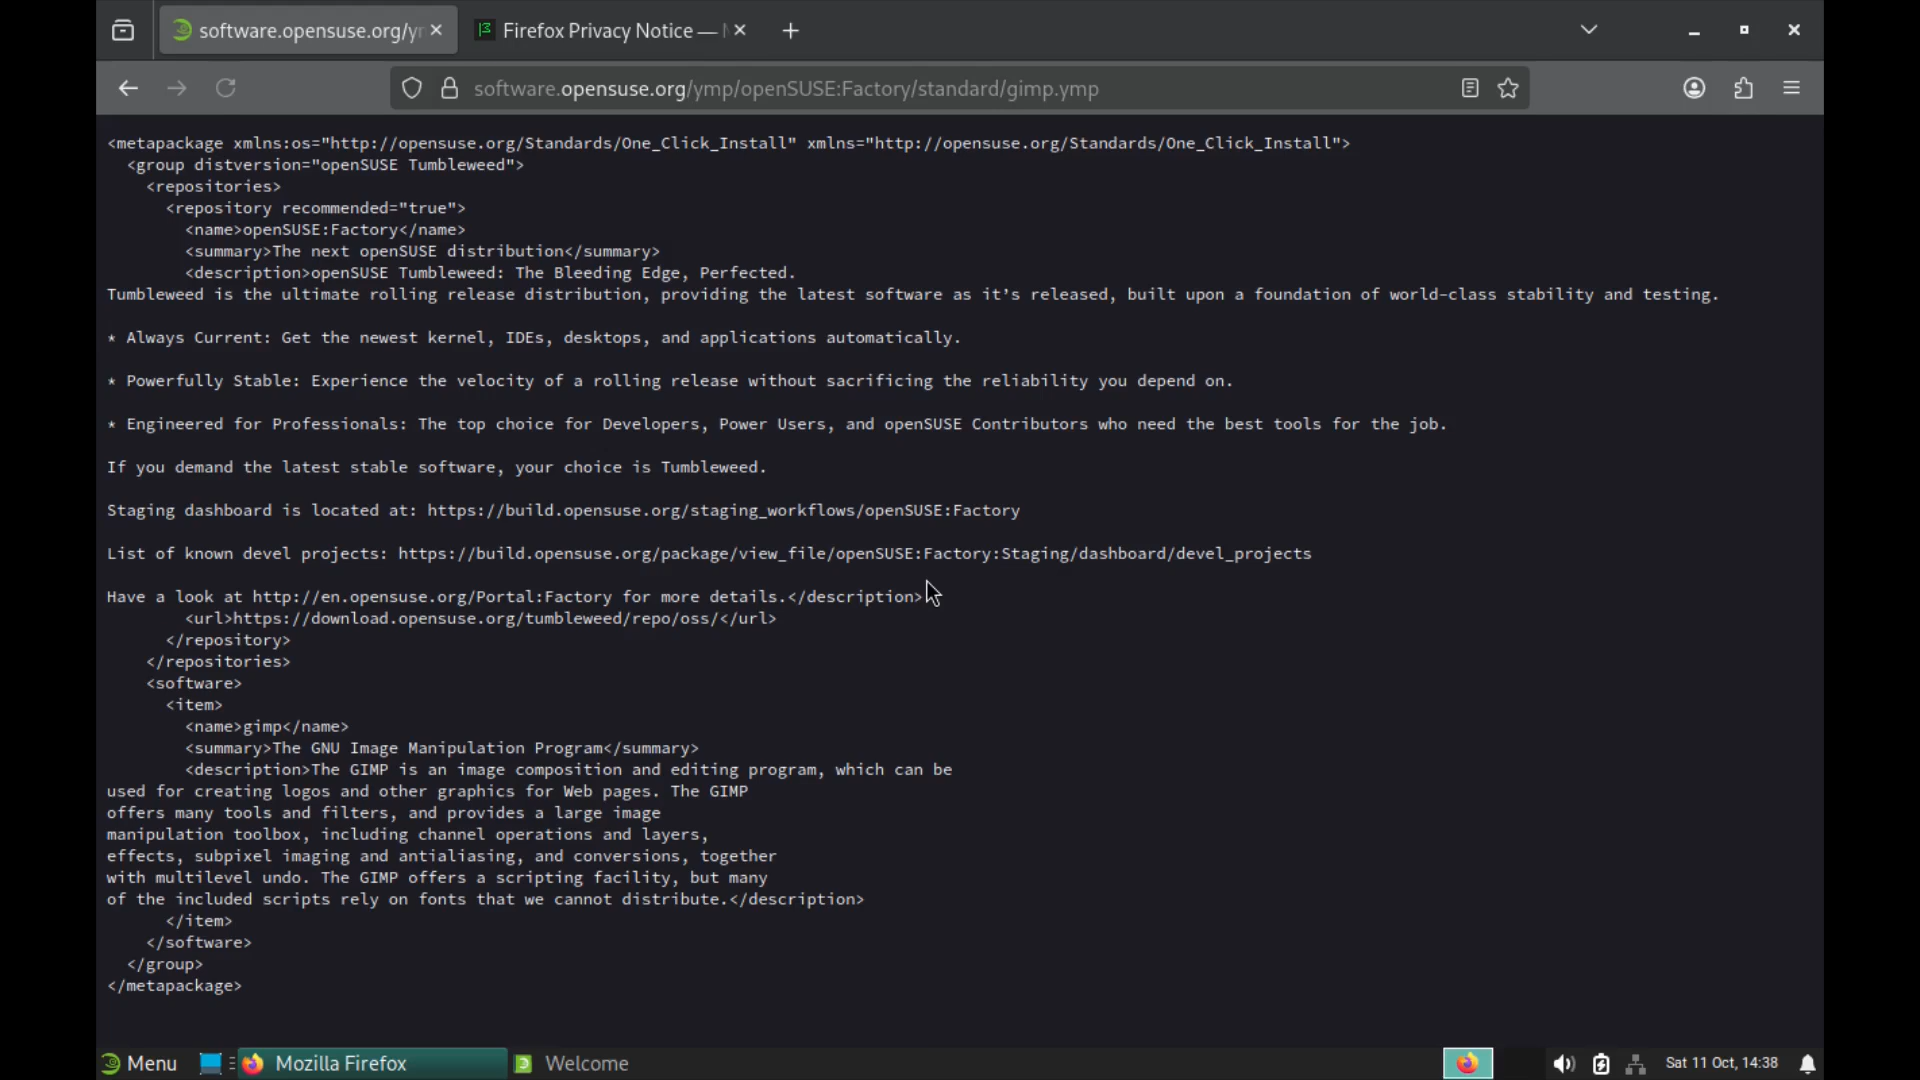 software.opensuse.org/y
Firefox Privacy Notice —
software.opensuse.org/ymp/openSUSE:Factory/standard/gimp.ymp
<metapackage xmlns:os="http://opensuse.org/Standards/One_Click_Install" xmlns="http://opensuse.org/Standards/One_Click_Install">
<group distversion="openSUSE Tumbleweed">
<repositories>
<repository recommended="true">
<name>openSUSE:Factory</name>
<summary>The next openSUSE distribution</summary>
<description>openSUSE Tumbleweed: The Bleeding Edge, Perfected.
Tumbleweed is the ultimate rolling release distribution, providing the latest software as it’s released, built upon a foundation of world-class stability and testing.
* Always Current: Get the newest kernel, IDEs, desktops, and applications automatically.
* Powerfully Stable: Experience the velocity of a rolling release without sacrificing the reliability you depend on.
* Engineered for Professionals: The top choice for Developers, Power Users, and openSUSE Contributors who need the best tools for the job.
If you demand the latest stable software, your choice is Tumbleweed.
Staging dashboard is located at: https://build.opensuse.org/staging_workflows/openSUSE:Factory
List of known devel projects: https://build.opensuse.org/package/view_file/openSUSE:Factory:Staging/dashboard/devel_projects
Have a look at http://en.opensuse.org/Portal:Factory for more details.</description>
<url>https://download.opensuse.org/tumbleweed/repo/oss/</url>
</repository>
</repositories>
<software>
<item>
<name>gimp</name>
<summary>The GNU Image Manipulation Program</summary>
<description>The GIMP is an image composition and editing program, which can be
used for creating logos and other graphics for Web pages. The GIMP
offers many tools and filters, and provides a large image
manipulation toolbox, including channel operations and layers,
effects, subpixel imaging and antialiasing, and conversions, together
with multilevel undo. The GIMP offers a scripting facility, but many
of the included scripts rely on fonts that we cannot distribute.</description>
</item>
</software>
</group>
</metapackage>
Menu
Mozilla Firefox
Welcome
Sat 11 Oct, 14:38